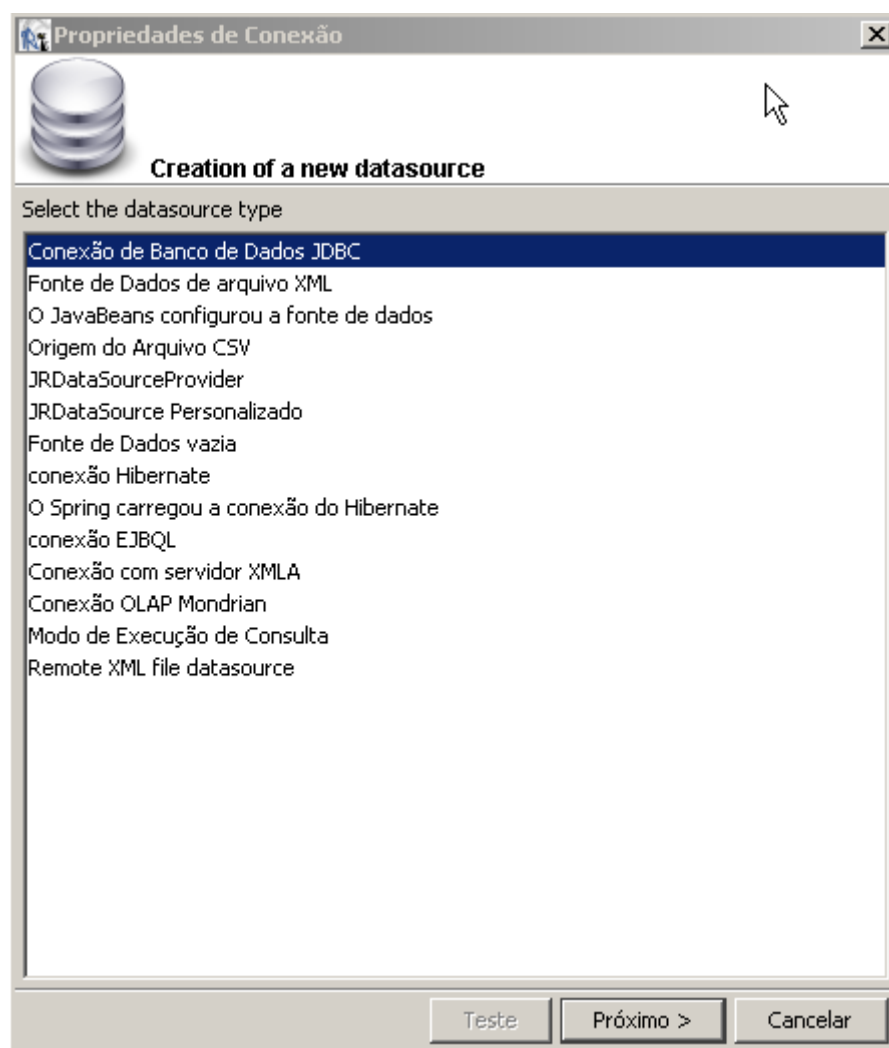 Propriedades de Conexão
Creation of a new datasource
Select the datasource type
Conexão de Banco de Dados JDBC
Fonte de Dados de arquivo XML
O JavaBeans configurou a fonte de dados
Origem do Arquivo CSV
JRDataSourceProvider
JRDataSource Personalizado
Fonte de Dados vazia
conexão Hibernate
O Spring carregou a conexão do Hibernate
conexão EJBQL
Conexão com servidor XMLA
Conexão OLAP Mondrian
Modo de Execução de Consulta
Remote XML file datasource
Teste Próximo > Cancelar